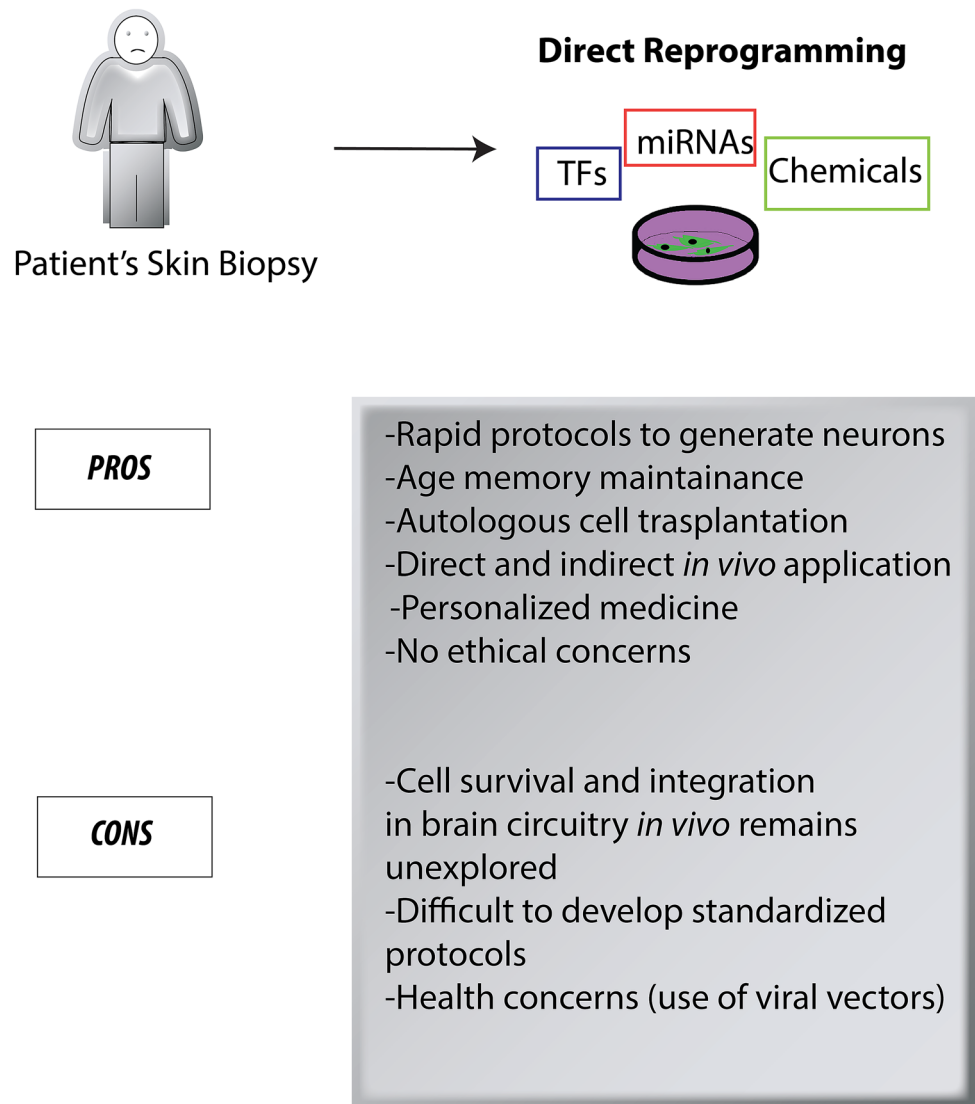 Direct Reprogramming
TFs
miRNAs
Chemicals
Patient's Skin Biopsy
PROS
-Rapid protocols to generate neurons
-Age memory maintainance
-Autologous cell trasplantation
-Direct and indirect in vivo application
-Personalized medicine
-No ethical concerns
CONS
-Cell survival and integration
in brain circuitry in vivo remains
unexplored
-Difficult to develop standardized
protocols
-Health concerns (use of viral vectors)